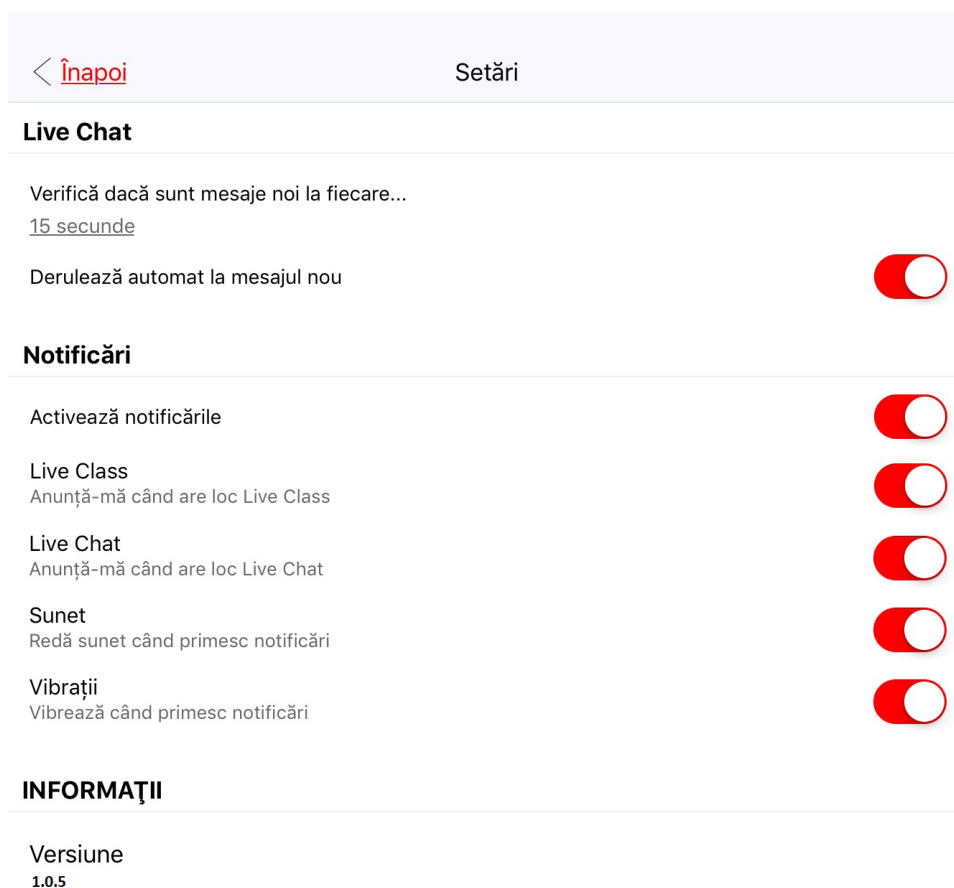 Înapoi
Setări
Live Chat
Verifică dacă sunt mesaje noi la fiecare...
15 secunde
Derulează automat la mesajul nou
Notificări
Activează notificările
Live Class
Anunță-mă când are loc Live Class
Live Chat
Anunță-mă când are loc Live Chat
Sunet
Redă sunet când primesc notificări
Vibrații
Vibrează când primesc notificări
INFORMAŢII
Versiune
1.0.5